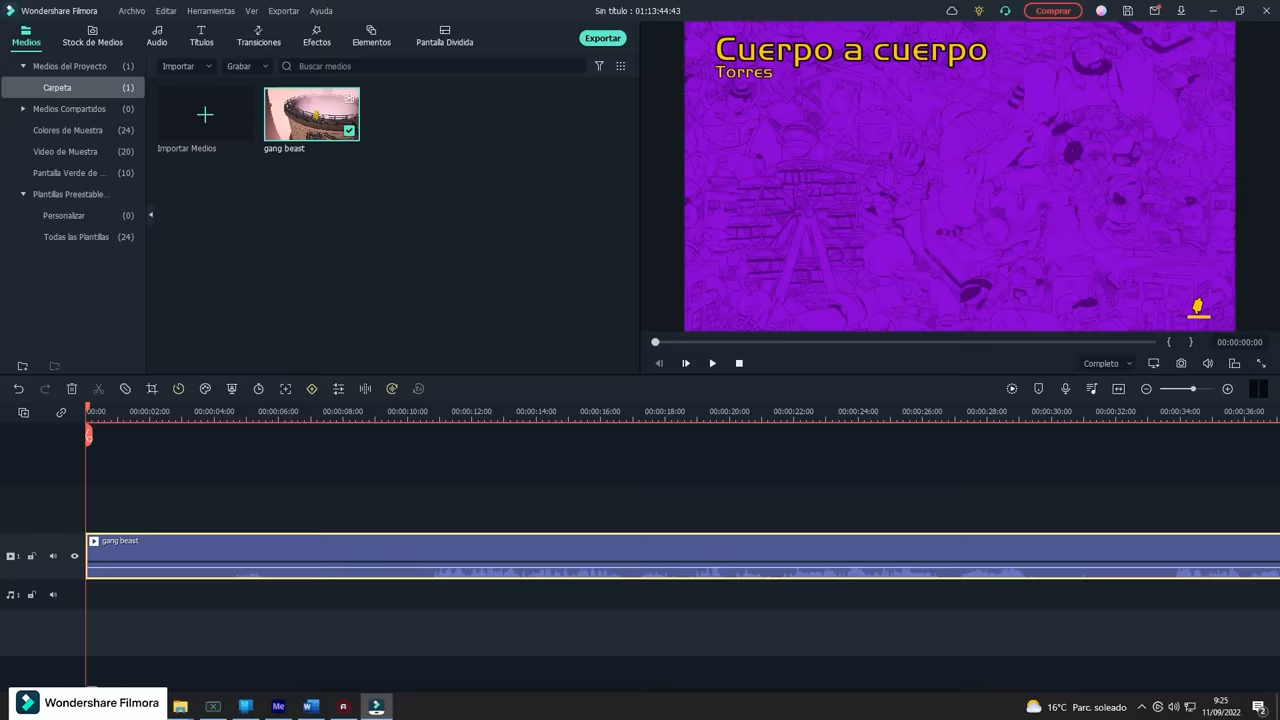 Wondershare Filmora
Archivo Editar Herramientas Ver Exportar Ayuda
Sin título : 01:13:44:43
Comprar
Medios
Stock de Medios
Audio
Títulos
Transiciones
Efectos
Elementos
Pantalla Dividida
Exportar
Medios del Proyecto (1)
Carpeta (1)
Medios Compartidos (0)
Colores de Muestra (24)
Video de Muestra (20)
Pantalla Verde de ... (10)
Plantillas Preestable...
Personalizar (0)
Todas las Plantillas (24)
Importar
Grabar
Buscar medios
Importar Medios
gang beast
Cuerpo a cuerpo
Torres
{ } 00:00:00:00
Completo
00:00 00:00:02:00 00:00:04:00 00:00:06:00 00:00:08:00 00:00:10:00 00:00:12:00 00:00:14:00 00:00:16:00 00:00:18:00 00:00:20:00 00:00:22:00 00:00:24:00 00:00:26:00 00:00:28:00 00:00:30:00 00:00:32:00 00:00:34:00 00:00:36:00
gang beast
1
1
Wondershare Filmora
Me
16°C Parc. soleado
9:25
11/09/2022
2